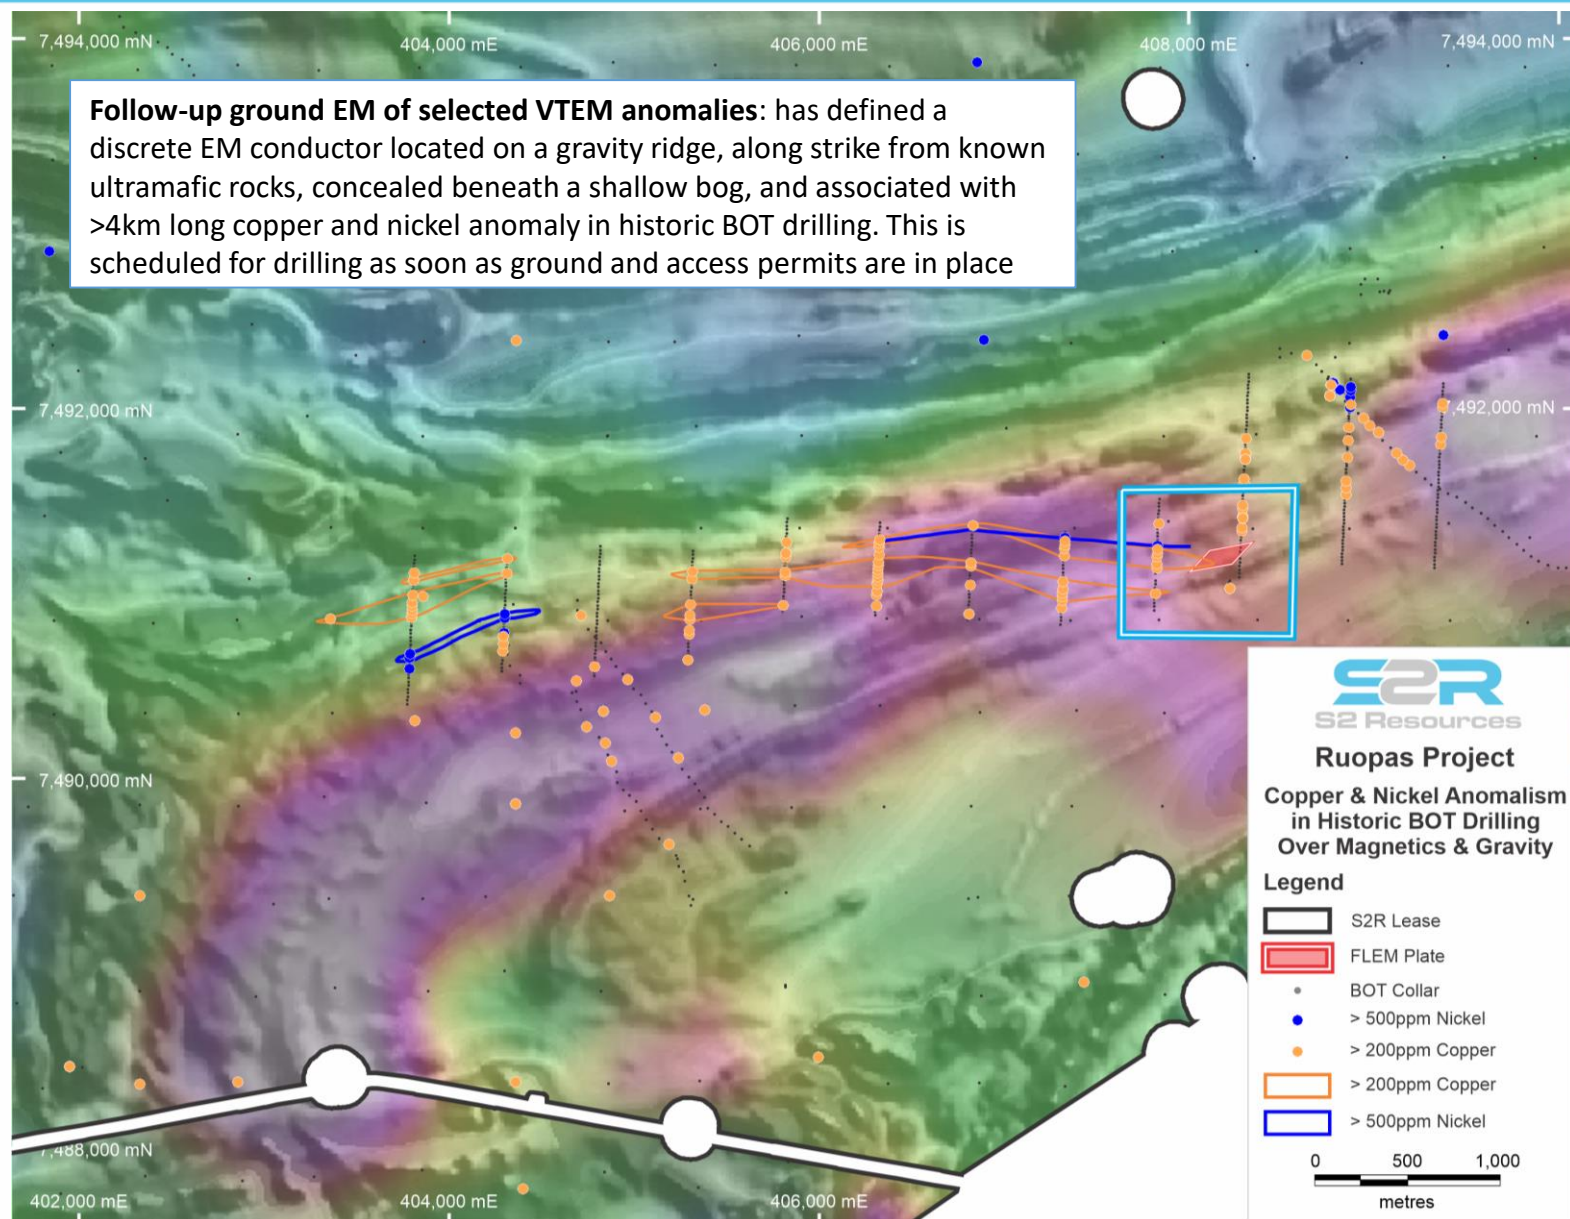 7,494,000 mN
404,000 mE
406,000 mE
408,000 mE
7,494,000 mN
Follow-up ground EM of selected VTEM anomalies: has defined a
discrete EM conductor located on a gravity ridge, along strike from known
ultramafic rocks, concealed beneath a shallow bog, and associated with
>4km long copper and nickel anomaly in historic BOT drilling. This is
scheduled for drilling as soon as ground and access permits are in place
7,492,000 mN
7,492,000 mN
7,490,000 mN
7,488,000 mN
402,000 mE
404,000 mE
406,000 mE
S2R
S2 Resources
Ruopas Project
Copper & Nickel Anomalism
in Historic BOT Drilling
Over Magnetics & Gravity
Legend
S2R Lease
FLEM Plate
BOT Collar
> 500ppm Nickel
> 200ppm Copper
> 200ppm Copper
> 500ppm Nickel
0 500 1,000
metres